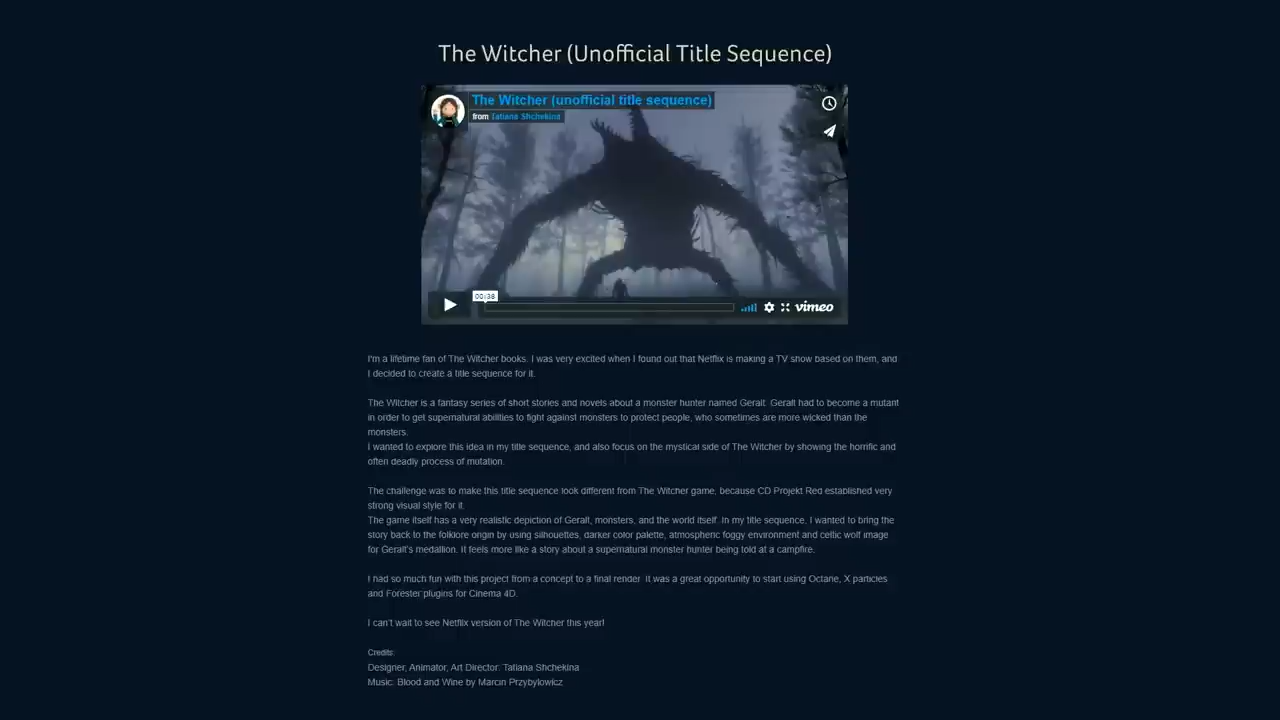 The Witcher (Unofficial Title Sequence)
The Witcher (unofficial title sequence)
from Tatiana Shchekina
00:38
vimeo
I'm a lifetime fan of The Witcher books. I was very excited when I found out that Netflix is making a TV show based on them, and
I decided to create a title sequence for it.
The Witcher is a fantasy series of short stories and novels about a monster hunter named Geralt. Geralt had to become a mutant
in order to get supernatural abilities to fight against monsters to protect people, who sometimes are more wicked than the
monsters.
I wanted to explore this idea in my title sequence, and also focus on the mystical side of The Witcher by showing the horrific and
often deadly process of mutation.
The challenge was to make this title sequence look different from The Witcher game, because CD Projekt Red established very
strong visual style for it.
The game itself has a very realistic depiction of Geralt, monsters, and the world itself. In my title sequence, I wanted to bring the
story back to the folklore origin by using silhouettes, darker color palette, atmospheric foggy environment and celtic wolf image
for Geralt's medallion. It feels more like a story about a supernatural monster hunter being told at a campfire.
I had so much fun with this project from a concept to a final render. It was a great opportunity to start using Octane, X particles
and Forester plugins for Cinema 4D.
I can't wait to see Netflix version of The Witcher this year!
Credits:
Designer, Animator, Art Director: Tatiana Shchekina
Music: Blood and Wine by Marcin Przybylowicz